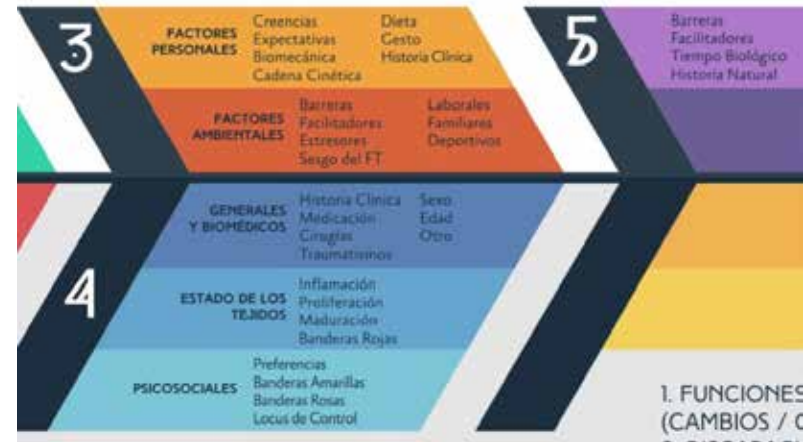 3
FACTORES
PERSONALES
Creencias
Expectativas
Biomecánica
Cadena Cinética
Dieta
Gesto
Historia Clínica
FACTORES
AMBIENTALES
Barreras
Facilitadores
Estresores
Sesgo del FT
Laborales
Familiares
Deportivos
5
Barreras
Facilitadores
Tiempo Biológico
Historia Natural
4
GENERALES
Y BIOMÉDICOS
Historia Clínica
Medicación
Cirugías
Traumatismos
Sexo
Edad
Otro
ESTADO DE LOS
TEJIDOS
Inflamación
Proliferación
Maduración
Banderas Rojas
PSICOSOCIALES
Preferencias
Banderas Amarillas
Banderas Rosas
Locus de Control
1. FUNCIONES
(CAMBIOS /